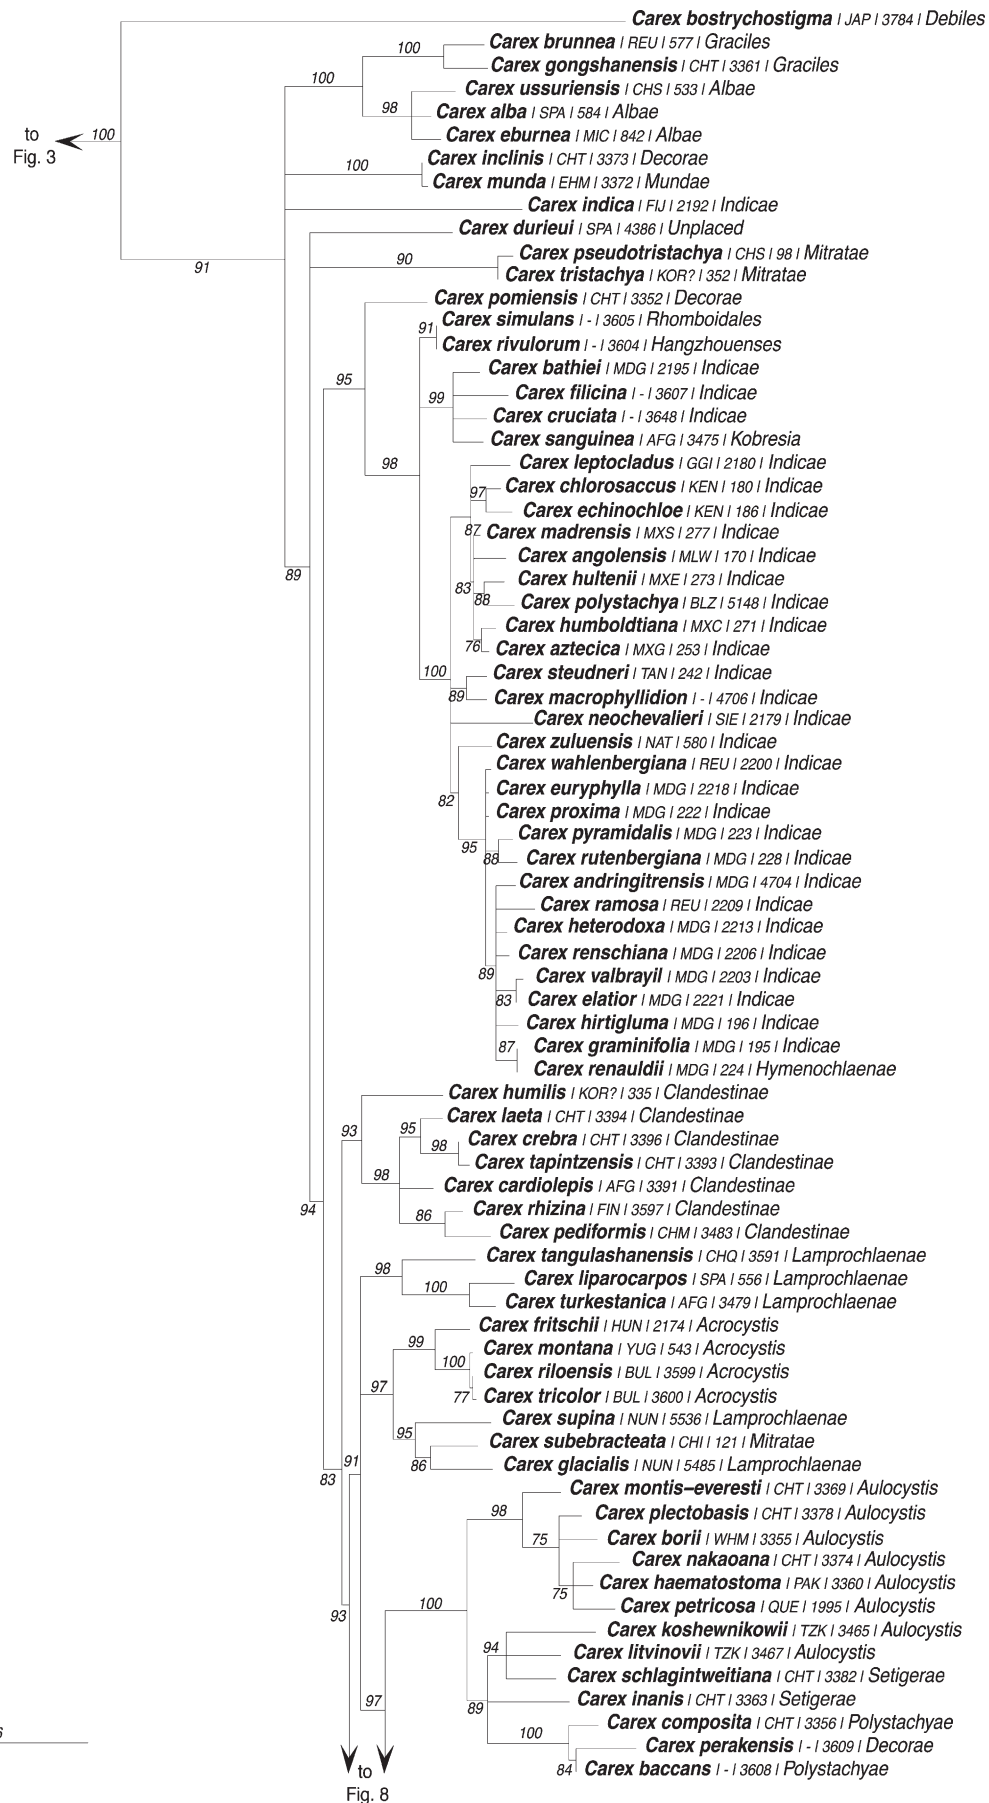 Carex bostrychostigma | JAP | 3784 | Debiles
Carex brunnea | REU | 577 | Graciles
100
Carex gongshanensis | CHT | 3361 | Graciles
100
Carex ussuriensis | CHS | 533 | Albae
98
Carex alba | SPA | 584 | Albae
to
Fig. 3
100
Carex eburnea | MIC | 842 | Albae
Carex inclinis | CHT | 3373 | Decorae
100
Carex munda | EHM | 3372 | Mundae
Carex indica | FIJ | 2192 | Indicae
Carex durieui | SPA | 4386 | Unplaced
Carex pseudotristachya | CHS | 98 | Mitratae
90
91
Carex tristachya | KOR? | 352 | Mitratae
Carex pomiensis | CHT | 3352 | Decorae
Carex simulans | - | 3605 | Rhomboidales
91
Carex rivulorum | - | 3604 | Hangzhouenses
Carex bathiei | MDG | 2195 | Indicae
95
Carex filicina | - | 3607 | Indicae
99
Carex cruciata | - | 3648 | Indicae
Carex sanguinea | AFG | 3475 | Kobresia
98
Carex leptocladus | GGI | 2180 | Indicae
Carex chlorosaccus | KEN | 180 | Indicae
97
Carex echinochloe | KEN | 186 | Indicae
87
Carex madrensis | MXS | 277 | Indicae
Carex angolensis | MLW | 170 | Indicae
89
Carex hultenii | MXE | 273 | Indicae
83
88
Carex polystachya | BLZ | 5148 | Indicae
Carex humboldtiana | MXC | 271 | Indicae
76
Carex aztecica | MXG | 253 | Indicae
100
Carex steudneri | TAN | 242 | Indicae
89
Carex macrophyllidion | - | 4706 | Indicae
Carex neochevalieri | SIE | 2179 | Indicae
Carex zuluensis | NAT | 580 | Indicae
Carex wahlenbergiana | REU | 2200 | Indicae
Carex euryphylla | MDG | 2218 | Indicae
82
Carex proxima | MDG | 222 | Indicae
Carex pyramidalis | MDG | 223 | Indicae
95
88
Carex rutenbergiana | MDG | 228 | Indicae
Carex andringitrensis | MDG | 4704 | Indicae
Carex ramosa | REU | 2209 | Indicae
Carex heterodoxa | MDG | 2213 | Indicae
Carex renschiana | MDG | 2206 | Indicae
89
Carex valbrayil | MDG | 2203 | Indicae
83
Carex elatior | MDG | 2221 | Indicae
Carex hirtigluma | MDG | 196 | Indicae
87
Carex graminifolia | MDG | 195 | Indicae
Carex renauldii | MDG | 224 | Hymenochlaenae
Carex humilis | KOR? | 335 | Clandestinae
Carex laeta | CHT | 3394 | Clandestinae
93
95
Carex crebra | CHT | 3396 | Clandestinae
98
Carex tapintzensis | CHT | 3393 | Clandestinae
98
Carex cardiolepis | AFG | 3391 | Clandestinae
94
Carex rhizina | FIN | 3597 | Clandestinae
86
Carex pediformis | CHM | 3483 | Clandestinae
Carex tangulashanensis | CHQ | 3591 | Lamprochlaenae
98
Carex liparocarpos | SPA | 556 | Lamprochlaenae
100
Carex turkestanica | AFG | 3479 | Lamprochlaenae
Carex fritschii | HUN | 2174 | Acrocystis
99
Carex montana | YUG | 543 | Acrocystis
100
Carex riloensis | BUL | 3599 | Acrocystis
97
77
Carex tricolor | BUL | 3600 | Acrocystis
Carex supina | NUN | 5536 | Lamprochlaenae
95
Carex subebracteata | CHI | 121 | Mitratae
91
86
Carex glacialis | NUN | 5485 | Lamprochlaenae
83
Carex montis–everesti | CHT | 3369 | Aulocystis
98
Carex plectobasis | CHT | 3378 | Aulocystis
75
Carex borii | WHM | 3355 | Aulocystis
Carex nakaoana | CHT | 3374 | Aulocystis
Carex haematostoma | PAK | 3360 | Aulocystis
75
100
93
Carex petricosa | QUE | 1995 | Aulocystis
Carex koshewnikowii | TZK | 3465 | Aulocystis
94
Carex litvinovii | TZK | 3467 | Aulocystis
Carex schlagintweitiana | CHT | 3382 | Setigerae
97
89
Carex inanis | CHT | 3363 | Setigerae
Carex composita | CHT | 3356 | Polystachyae
100
Carex perakensis | - | 3609 | Decorae
84
Carex baccans | - | 3608 | Polystachyae
to
Fig. 8